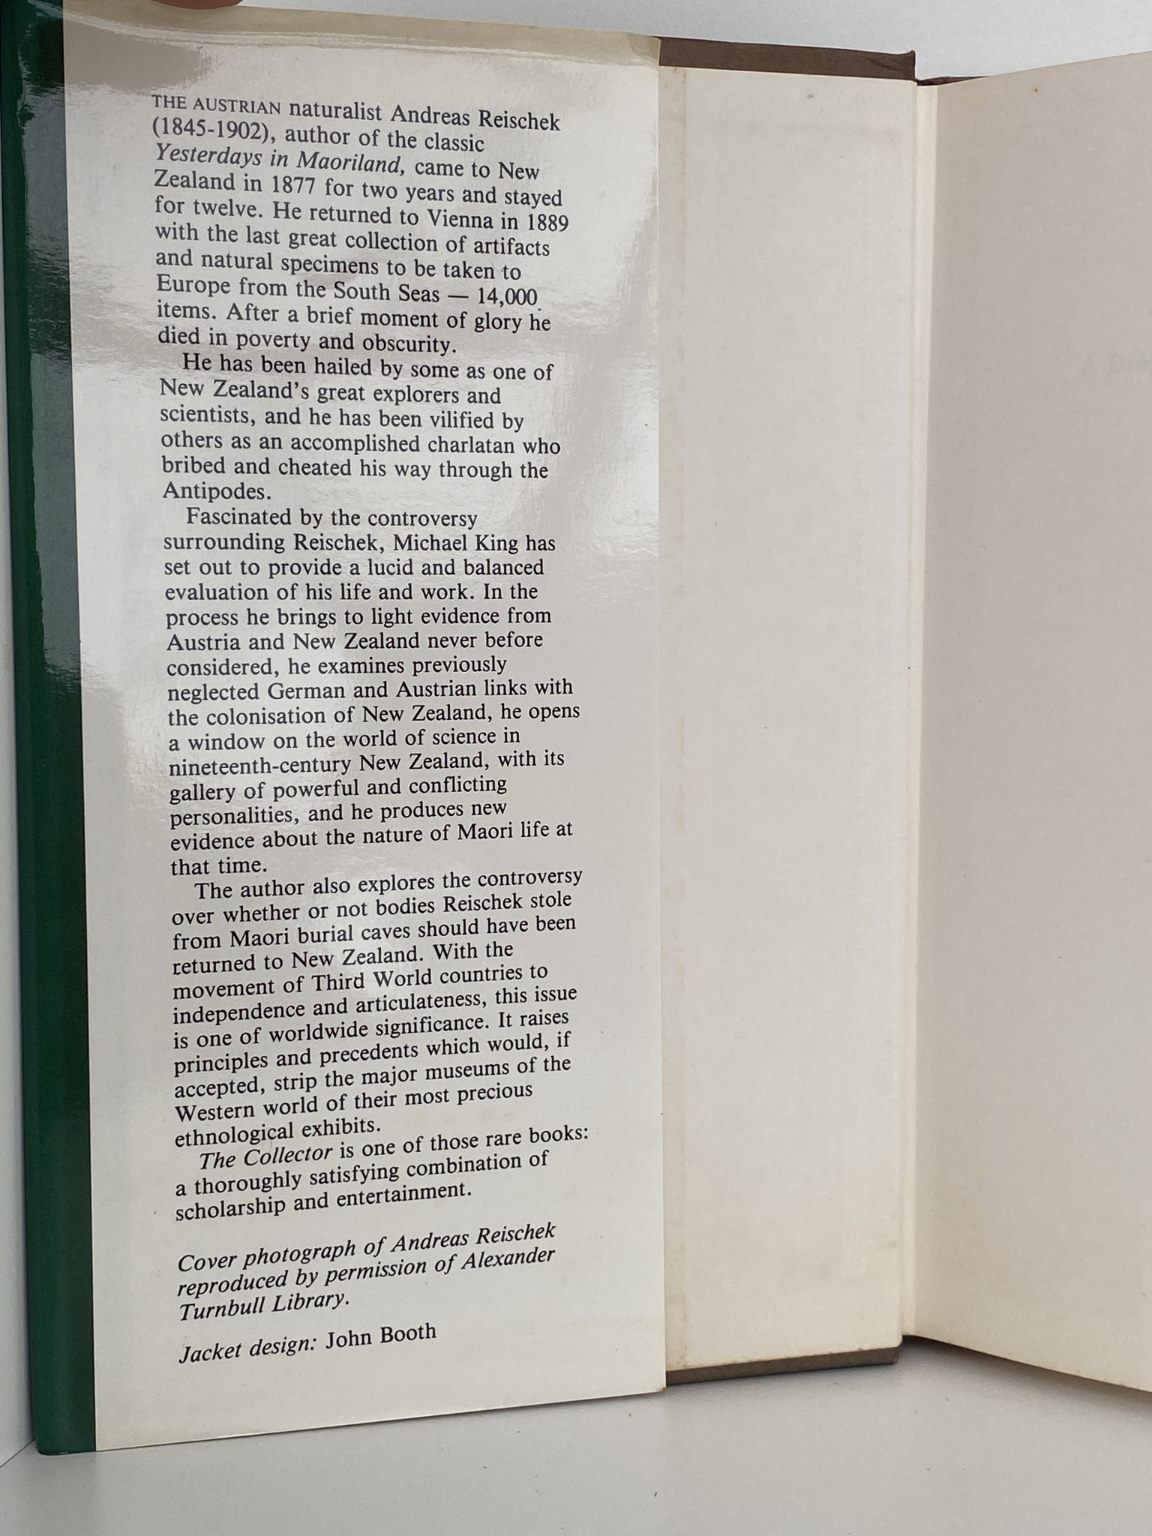 THE AUSTRIAN naturalist Andreas Reischek
(1845-1902), author of the classic
Yesterdays in Maoriland, came to New
Zealand in 1877 for two years and stayed
for twelve. He returned to Vienna in 1889
with the last great collection of artifacts
and natural specimens to be taken to
Europe from the South Seas — 14,000
items. After a brief moment of glory he
died in poverty and obscurity.
He has been hailed by some as one of
New Zealand's great explorers and
scientists, and he has been vilified by
others as an accomplished charlatan who
bribed and cheated his way through the
Antipodes.
Fascinated by the controversy
surrounding Reischek, Michael King has
set out to provide a lucid and balanced
evaluation of his life and work. In the
process he brings to light evidence from
Austria and New Zealand never before
considered, he examines previously
neglected German and Austrian links with
the colonisation of New Zealand, he opens
a window on the world of science in
nineteenth-century New Zealand, with its
gallery of powerful and conflicting
personalities, and he produces new
evidence about the nature of Maori life at
that time.
The author also explores the controversy
over whether or not bodies Reischek stole
from Maori burial caves should have been
returned to New Zealand. With the
movement of Third World countries to
independence and articulateness, this issue
is one of worldwide significance. It raises
principles and precedents which would, if
accepted, strip the major museums of the
Western world of their most precious
ethnological exhibits.
The Collector is one of those rare books:
a thoroughly satisfying combination of
scholarship and entertainment.
Cover photograph of Andreas Reischek
reproduced by permission of Alexander
Turnbull Library.
Jacket design: John Booth